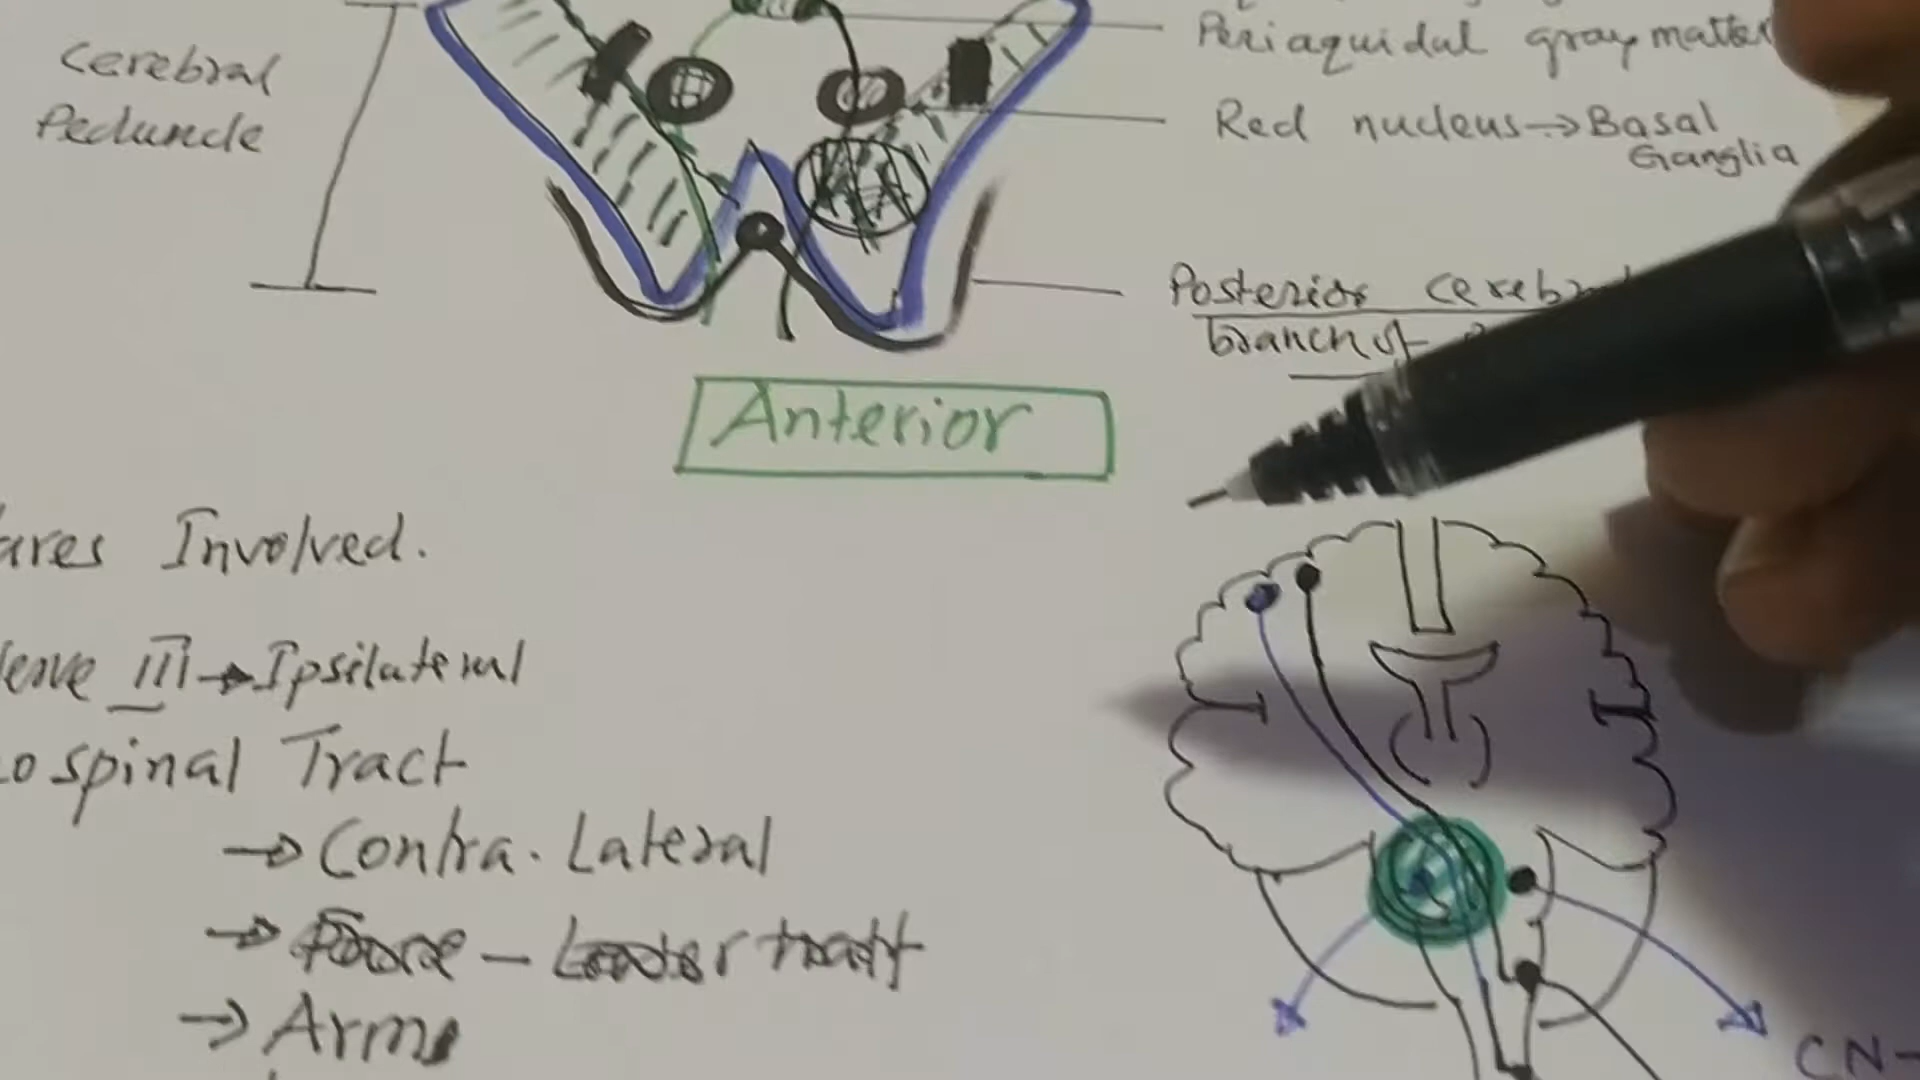 Periaquidul gray matter
Cerebral
Peduncle
Red nucleus → Basal
Ganglia
Posterior cereb
branch of
Anterior
ures Involved.
erve III → Ipsilateral
ospinal Tract
→ Contra. Lateral
→ Arm
CN-